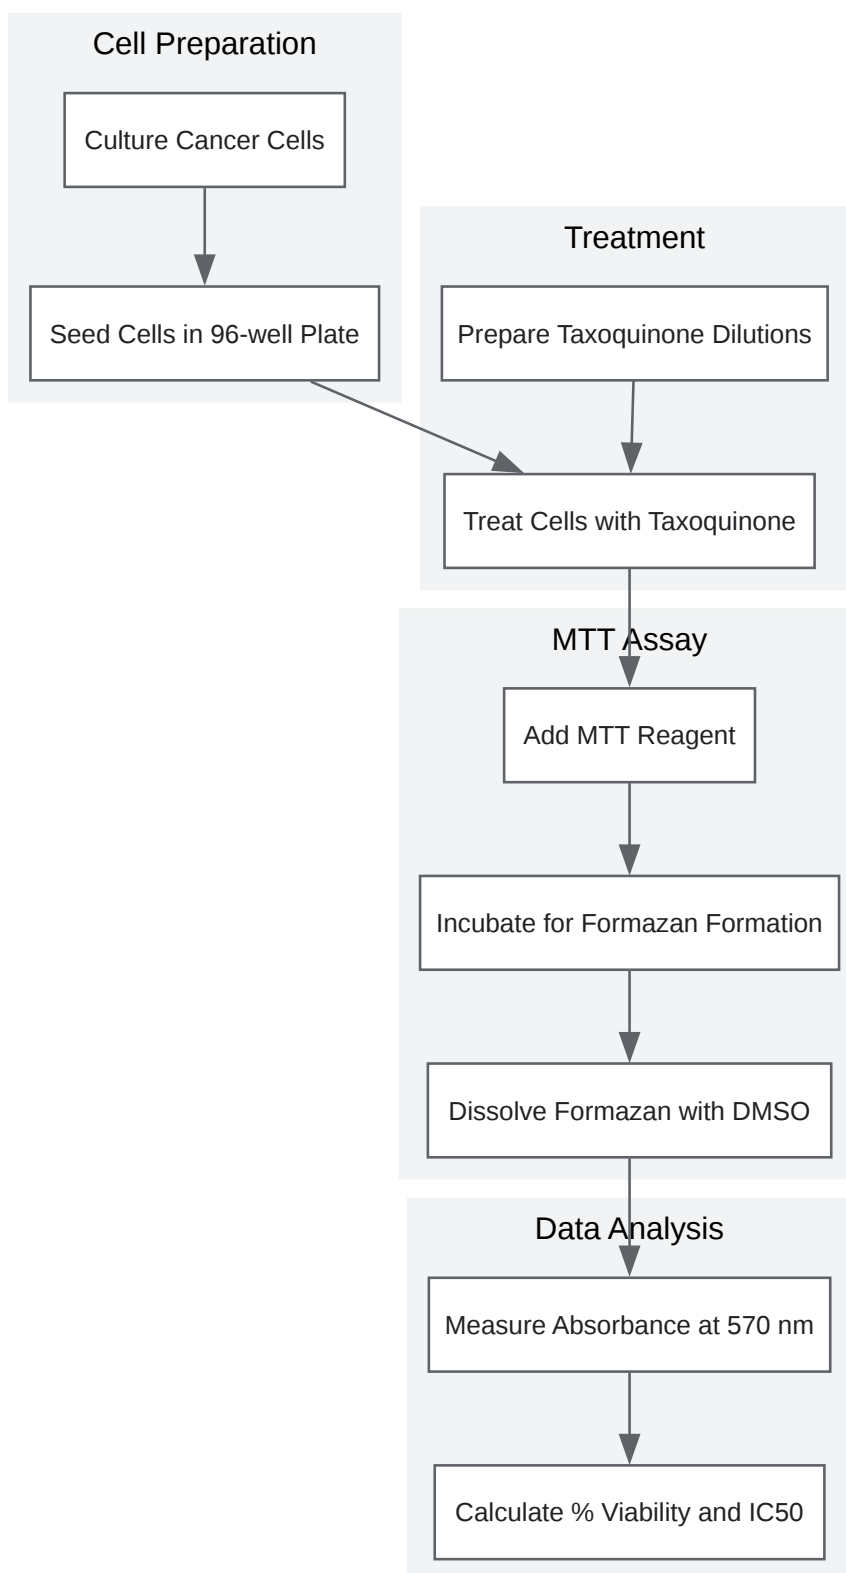 Cell Preparation
Culture Cancer Cells
Seed Cells in 96-well Plate
Treatment
Prepare Taxoquinone Dilutions
Treat Cells with Taxoquinone
MTT Assay
Add MTT Reagent
Incubate for Formazan Formation
Dissolve Formazan with DMSO
Data Analysis
Measure Absorbance at 570 nm
Calculate % Viability and IC50